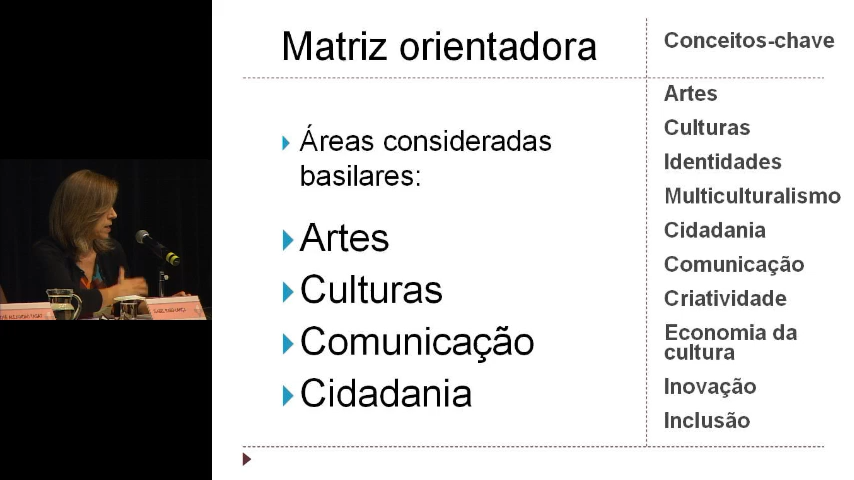 Matriz orientadora
Áreas consideradas
basilares:
Artes
Culturas
Comunicação
Cidadania
Conceitos-chave
Artes
Culturas
Identidades
Multiculturalismo
Cidadania
Comunicação
Criatividade
Economia da
cultura
Inovação
Inclusão